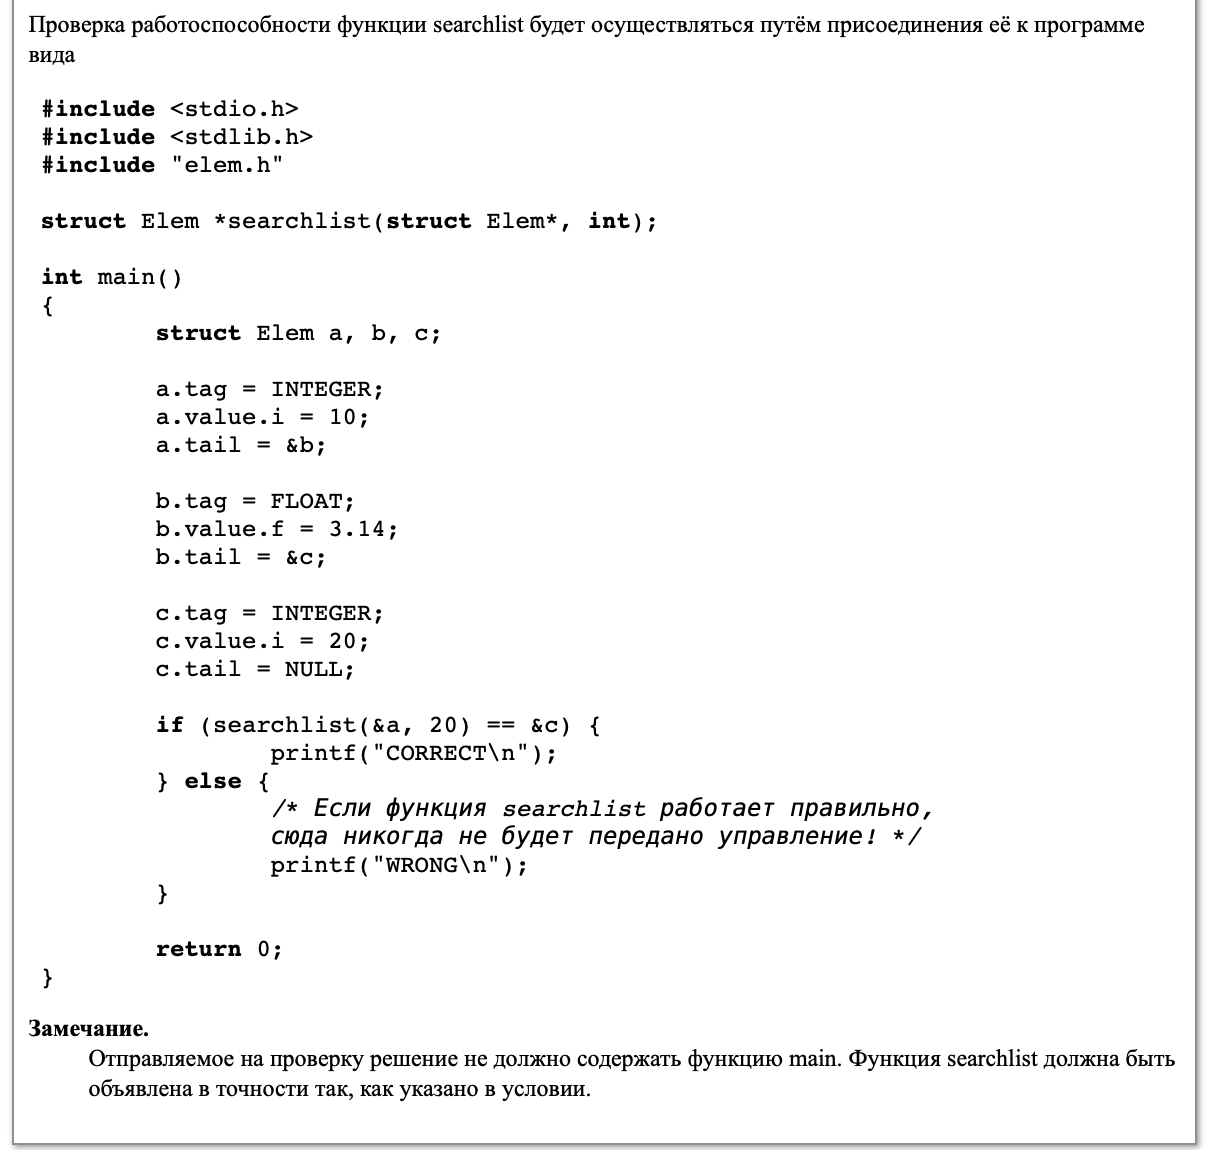 Проверка работоспособности функции searchlist будет осуществляться путём присоединения её к программе
вида
#include <stdio.h>
#include <stdlib.h>
#include "elem.h"
struct Elem *searchlist(struct Elem*, int);
int main()
{
struct Elem a, b, c;
a.tag = INTEGER;
a.value.i = 10;
a.tail = &b;
b.tag = FLOAT;
b.value.f = 3.14;
b.tail = &c;
c.tag = INTEGER;
c.value.i = 20;
c.tail = NULL;
if (searchlist(&a, 20) == &c) {
printf("CORRECT\n");
} else {
/* Если функция searchlist работает правильно,
сюда никогда не будет передано управление! */
printf("WRONG\n");
}
return 0;
}
Замечание.
Отправляемое на проверку решение не должно содержать функцию main. Функция searchlist должна быть
объявлена в точности так, как указано в условии.